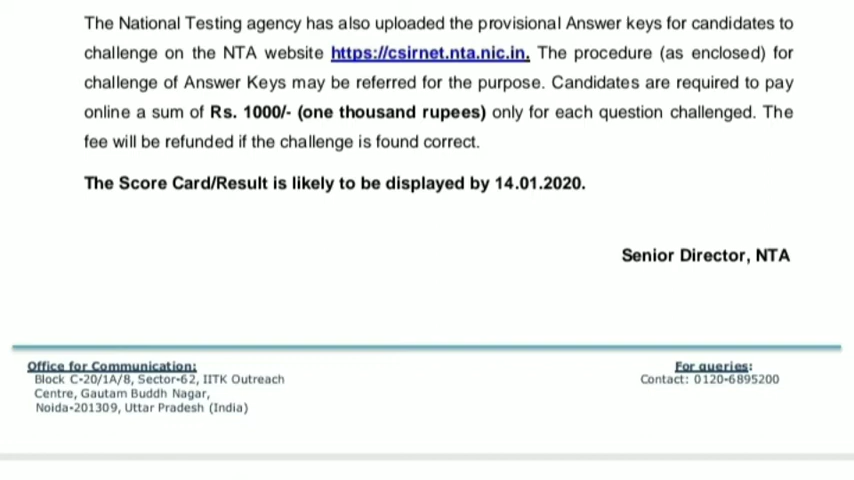 The National Testing agency has also uploaded the provisional Answer keys for candidates to
challenge on the NTA website https://csirnet.nta.nic.in. The procedure (as enclosed) for
challenge of Answer Keys may be referred for the purpose. Candidates are required to pay
online a sum of Rs. 1000/- (one thousand rupees) only for each question challenged. The
fee will be refunded if the challenge is found correct.
The Score Card/Result is likely to be displayed by 14.01.2020.
Senior Director, NTA
Office for Communication:
Block C-20/1A/8, Sector-62, IITK Outreach
Centre, Gautam Buddh Nagar,
Noida-201309, Uttar Pradesh (India)
For queries:
Contact: 0120-6895200